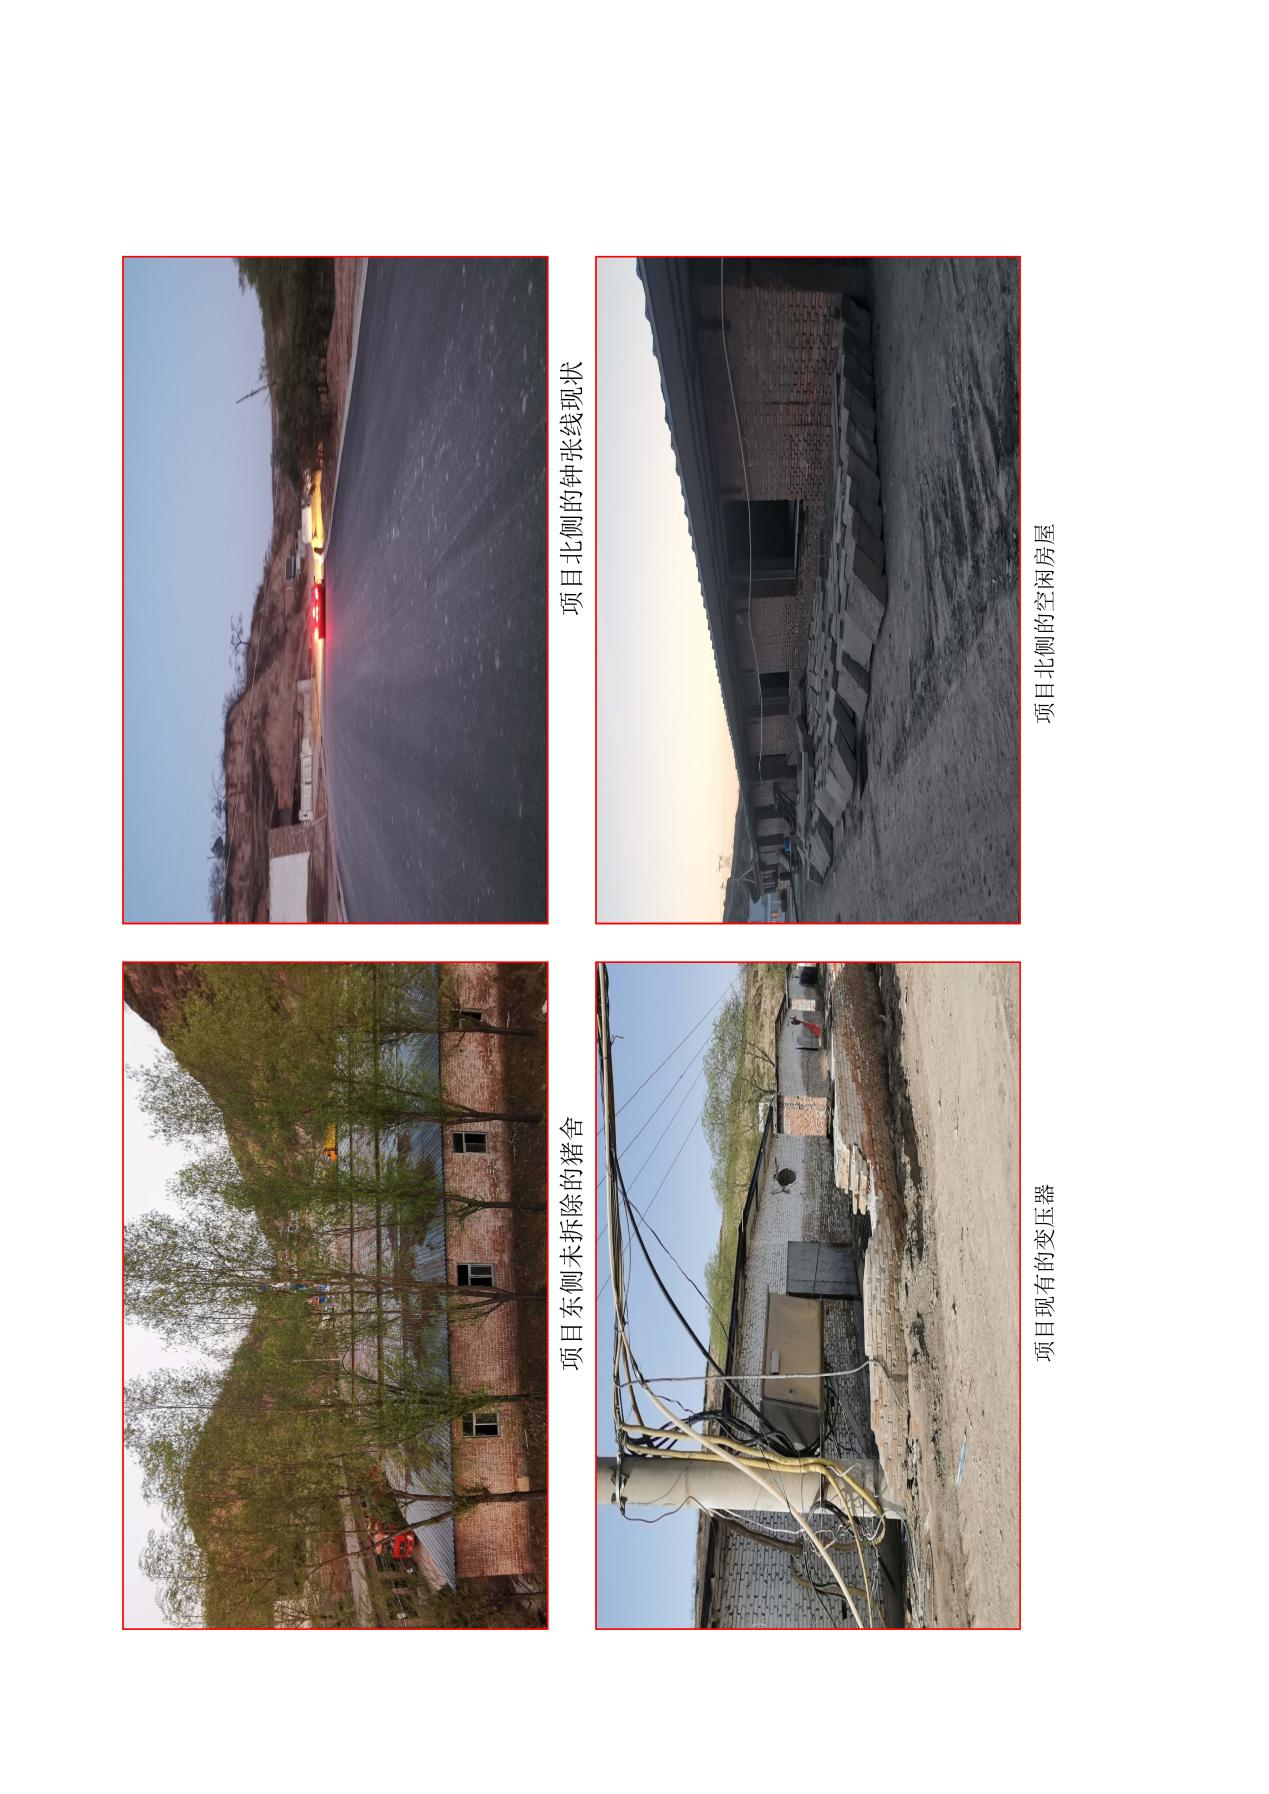 项目东侧未拆除的猪舍
项目北侧的钟张线现状
项目现有的变压器
项目北侧的空闲房屋